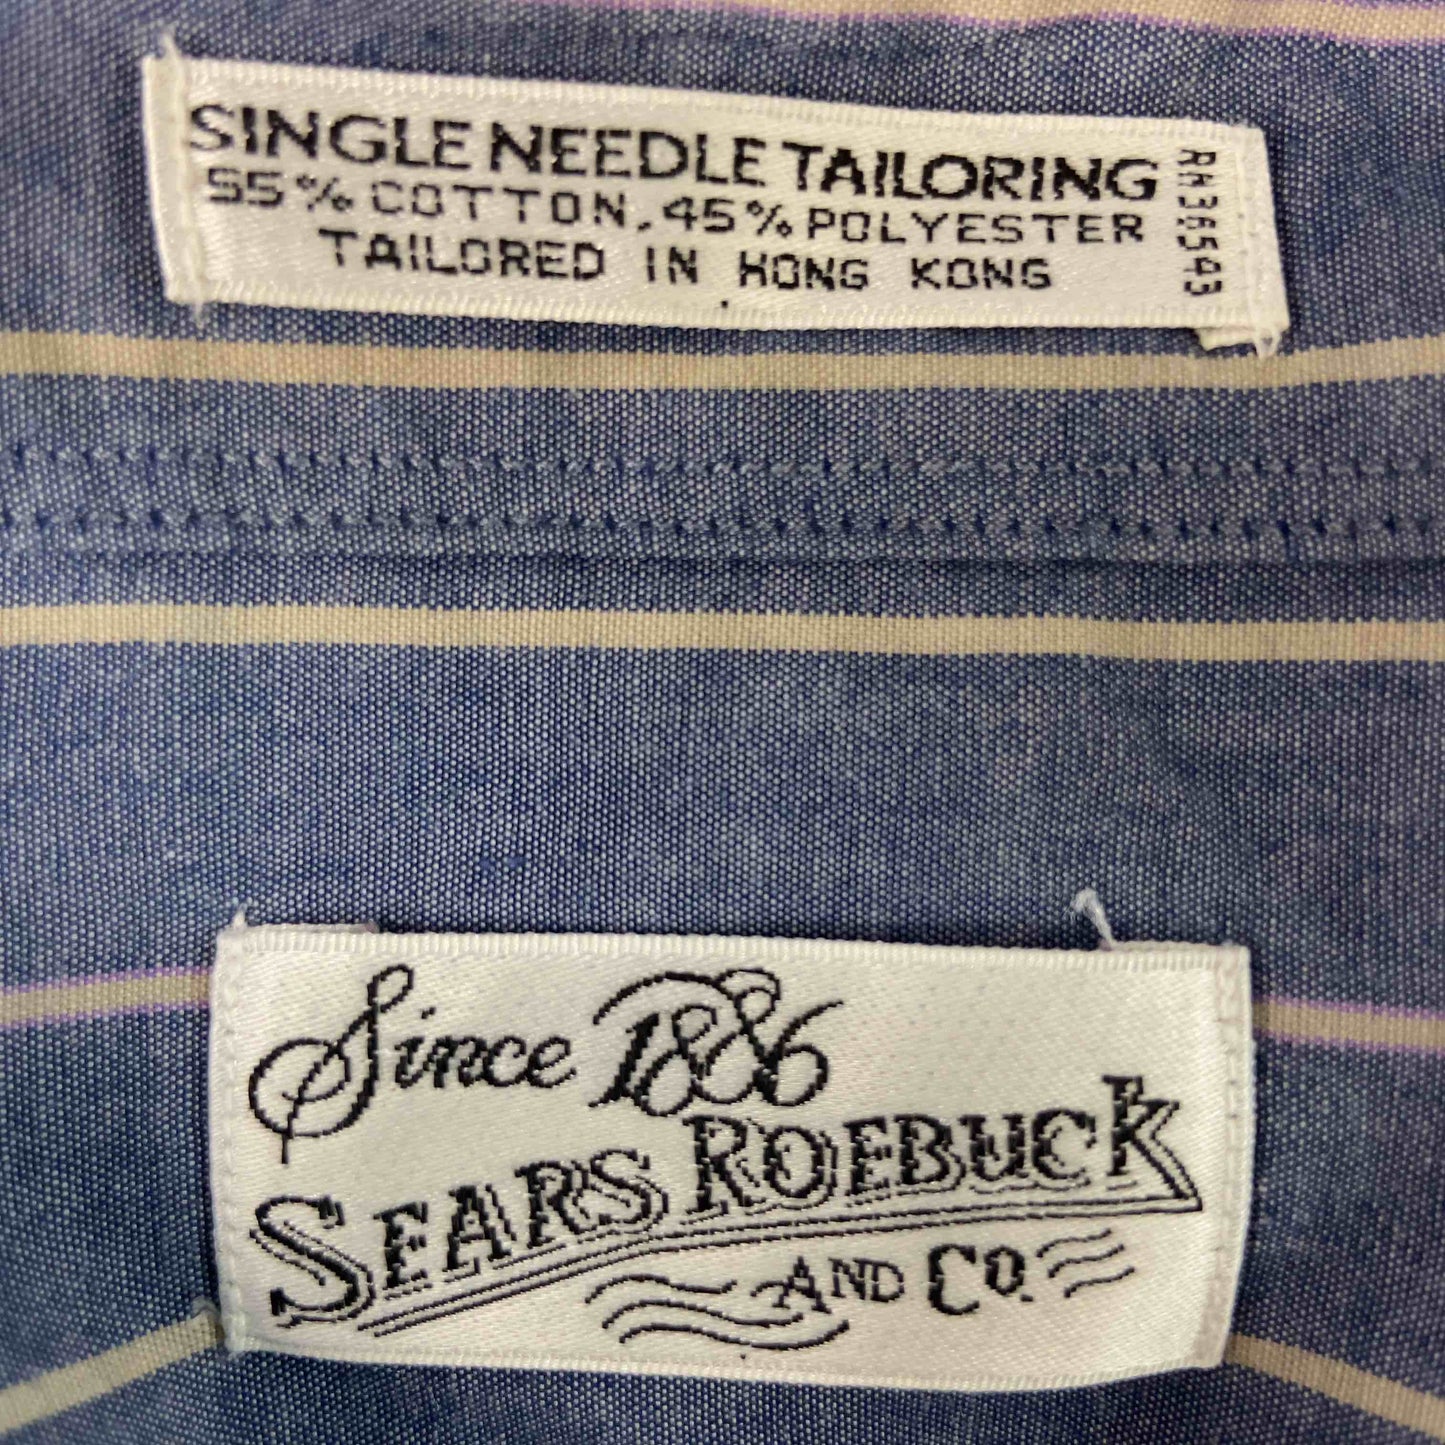 SINGLE NEEDLE TAILORING
55% COTTON, 45% POLYESTER
TAILORED IN HONG KONG
RN36543
Since 1886
SEARS ROEBUCK
AND CO.